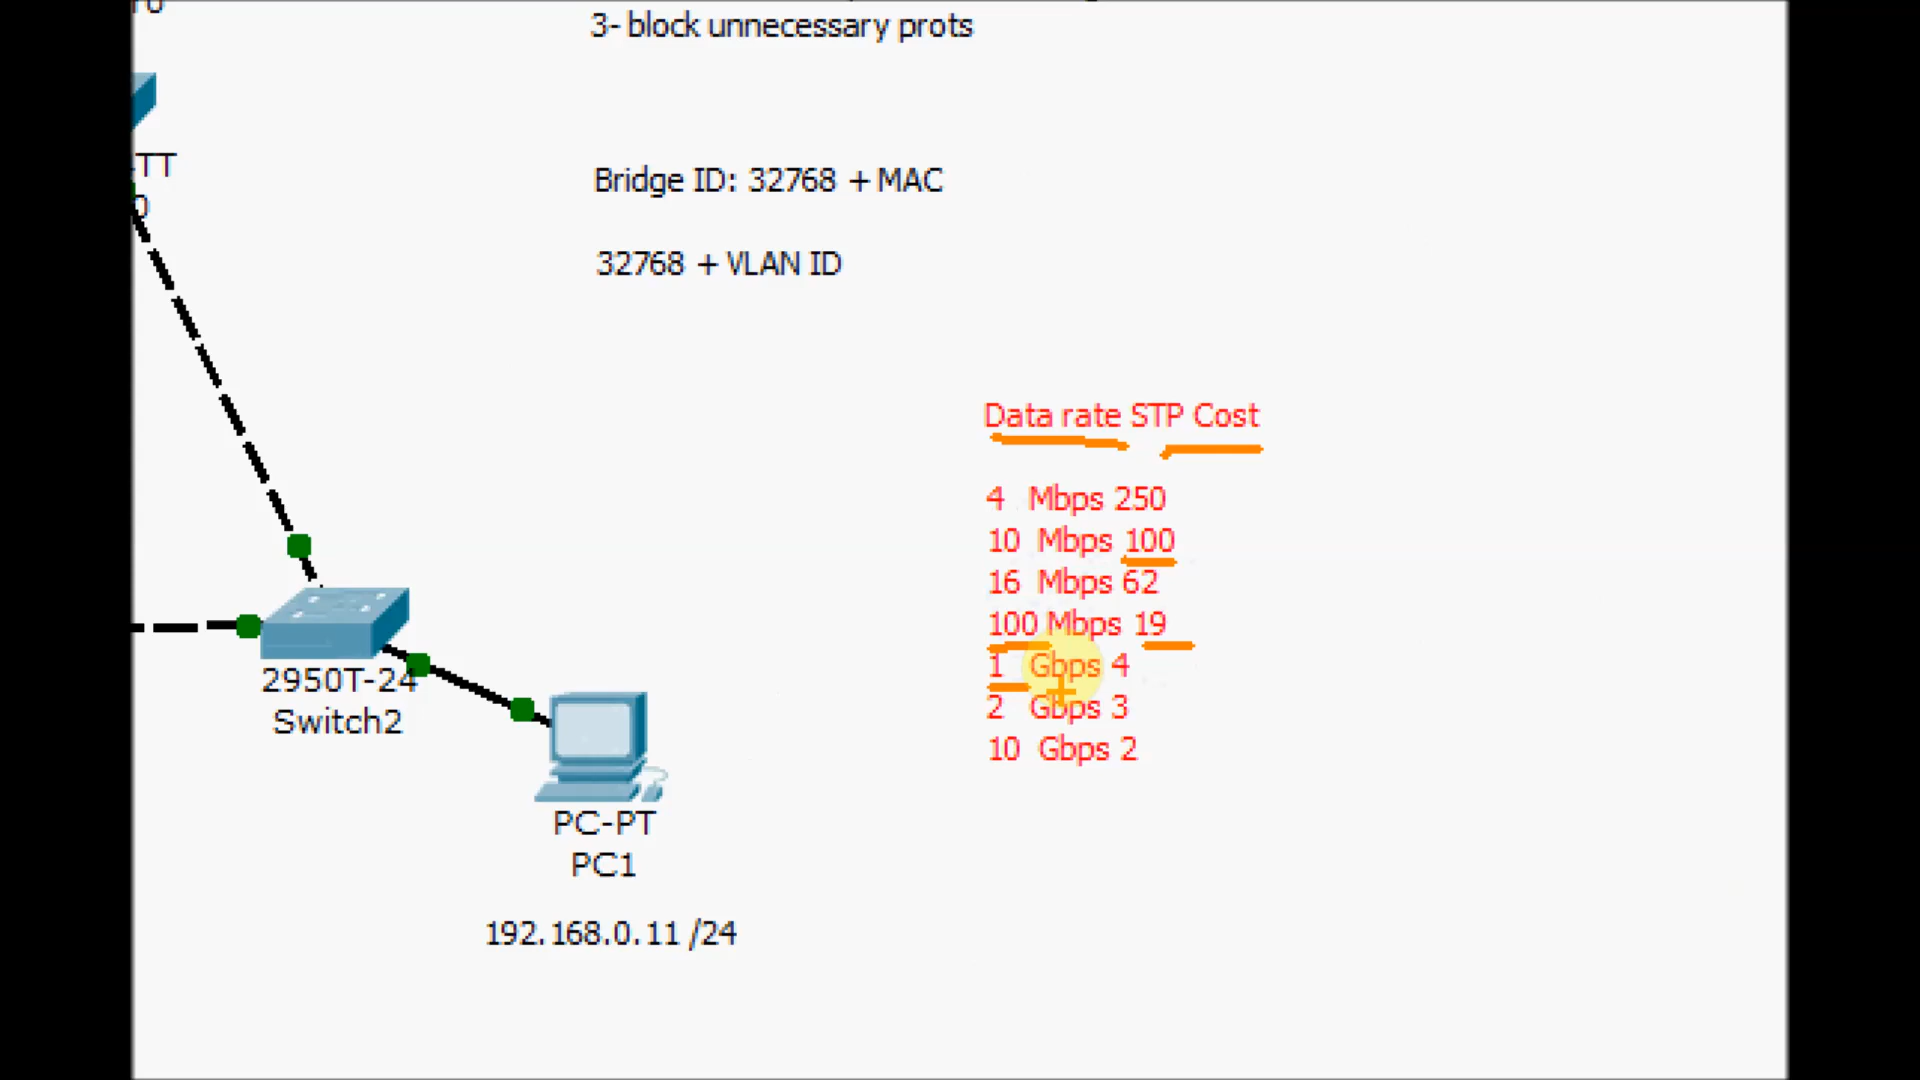 3- block unnecessary prots
TT
Bridge ID: 32768 + MAC
32768 + VLAN ID
Data rate STP Cost
4 Mbps 250
10 Mbps 100
16 Mbps 62
100 Mbps 19
1 Gbps 4
2 Gbps 3
10 Gbps 2
2950T-24
Switch2
PC-PT
PC1
192.168.0.11 /24